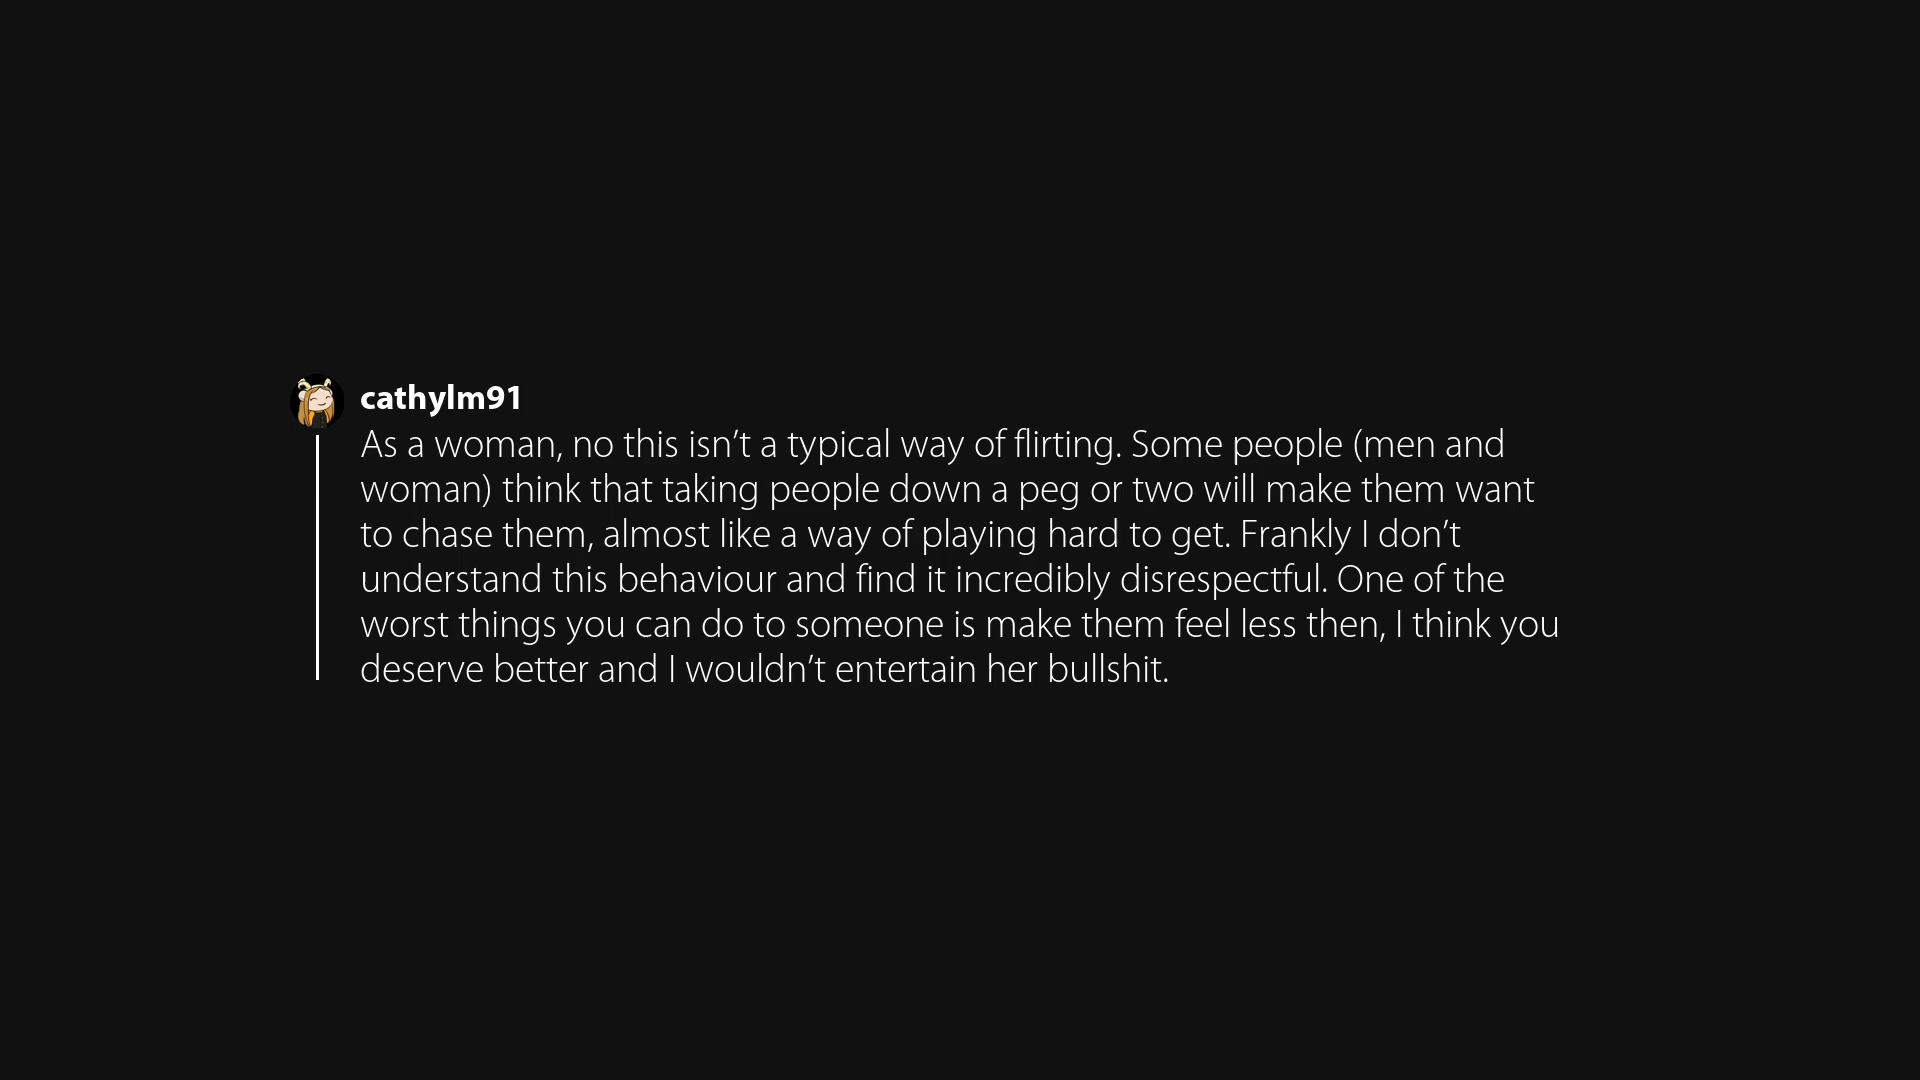 cathylm91
As a woman, no this isn’t a typical way of flirting. Some people (men and
woman) think that taking people down a peg or two will make them want
to chase them, almost like a way of playing hard to get. Frankly I don’t
understand this behaviour and find it incredibly disrespectful. One of the
worst things you can do to someone is make them feel less then, I think you
deserve better and I wouldn’t entertain her bullshit.